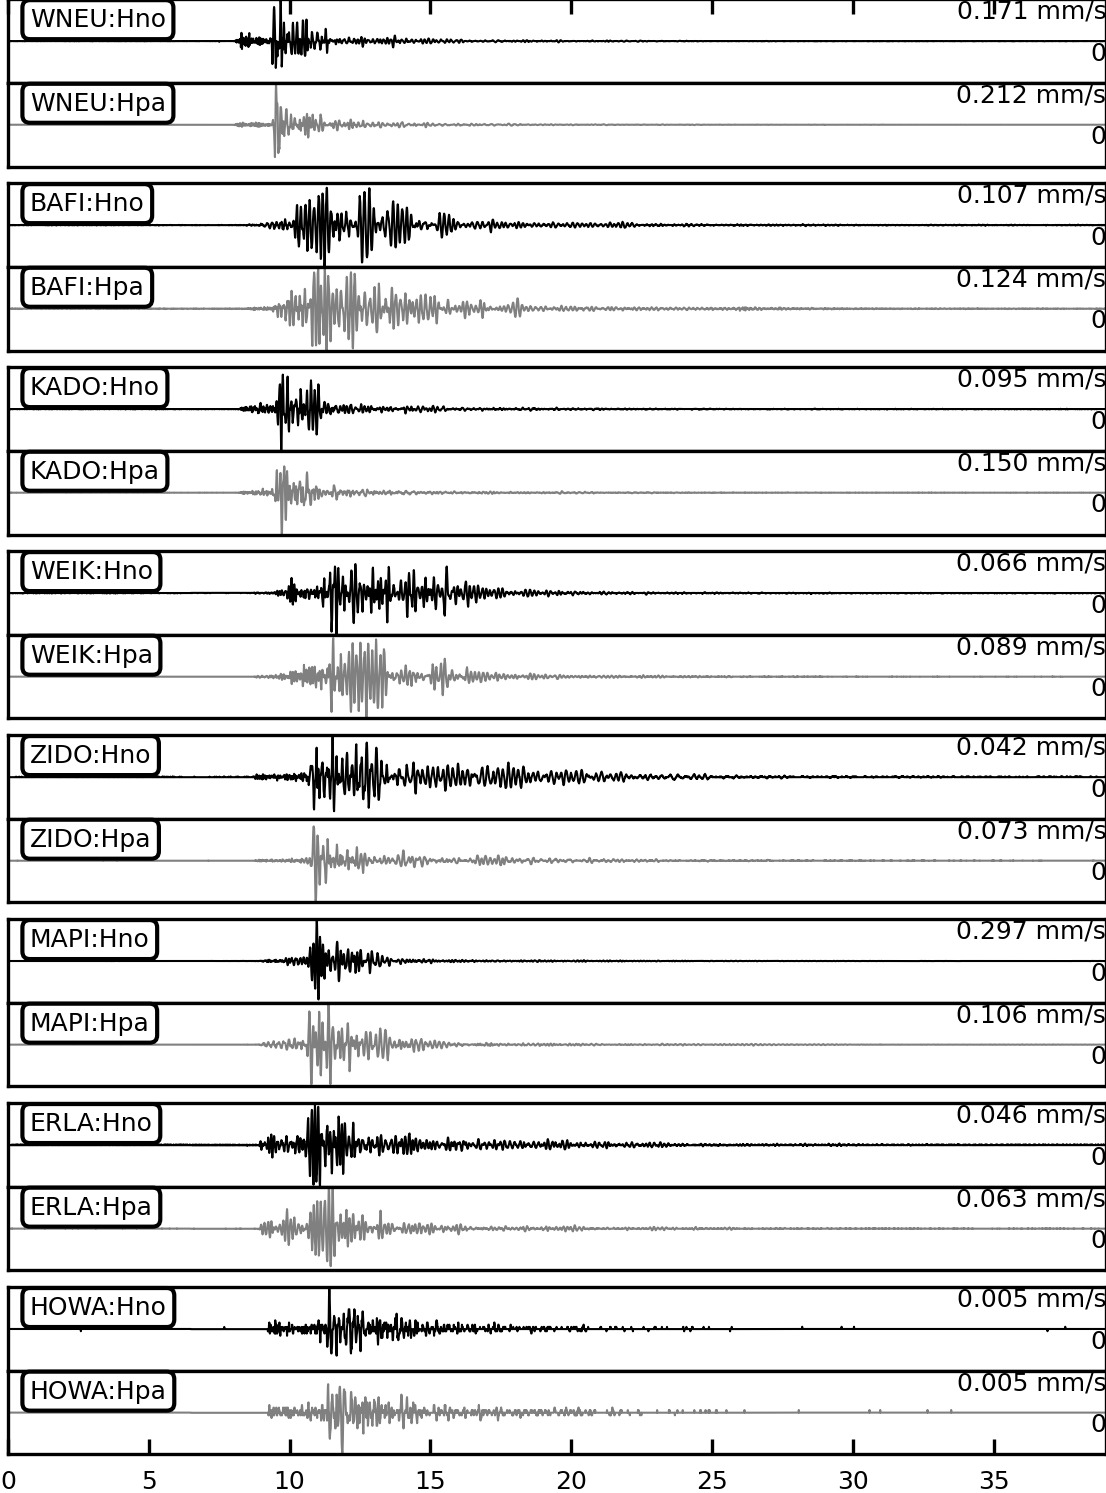 WNEU:Hno 0.171 mm/s
0
WNEU:Hpa 0.212 mm/s
0
BAFI:Hno 0.107 mm/s
0
BAFI:Hpa 0.124 mm/s
0
KADO:Hno 0.095 mm/s
0
KADO:Hpa 0.150 mm/s
0
WEIK:Hno 0.066 mm/s
0
WEIK:Hpa 0.089 mm/s
0
ZIDO:Hno 0.042 mm/s
0
ZIDO:Hpa 0.073 mm/s
0
MAPI:Hno 0.297 mm/s
0
MAPI:Hpa 0.106 mm/s
0
ERLA:Hno 0.046 mm/s
0
ERLA:Hpa 0.063 mm/s
0
HOWA:Hno 0.005 mm/s
0
HOWA:Hpa 0.005 mm/s
0
0 5 10 15 20 25 30 35